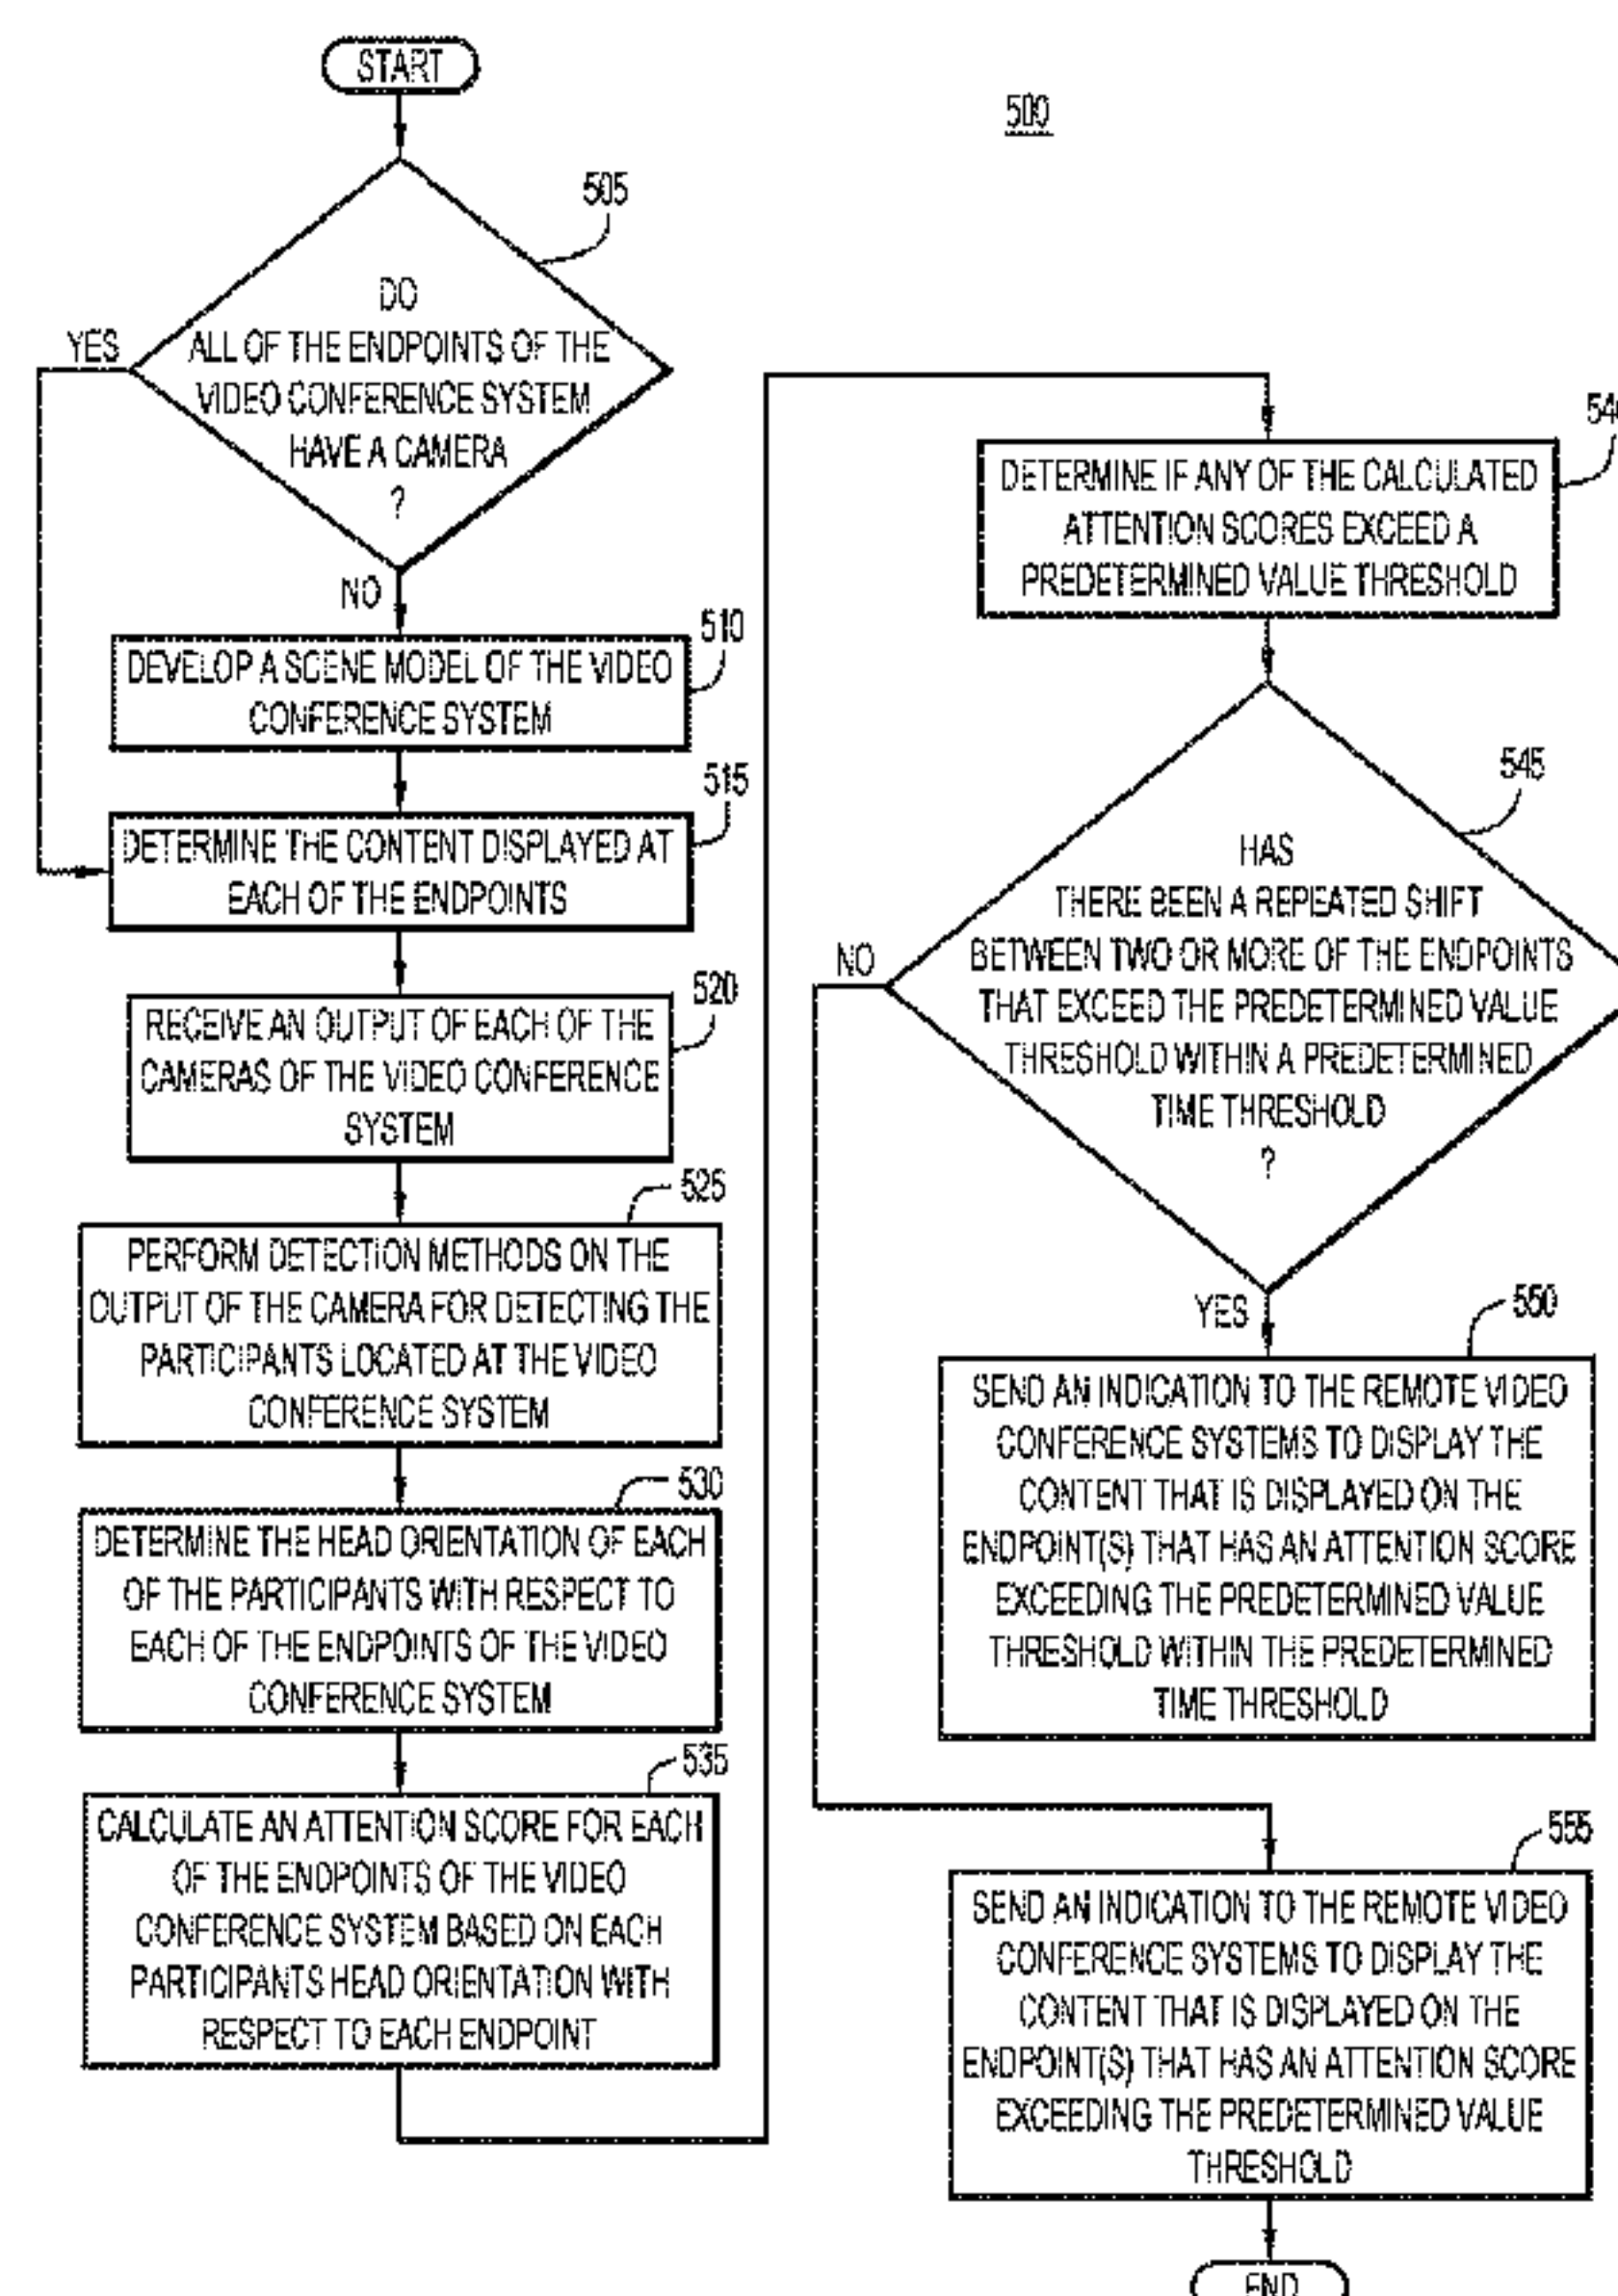 START
500
505
DO
ALL OF THE ENDPOINTS OF THE
VIDEO CONFERENCE SYSTEM
HAVE A CAMERA
?
YES
NO
510
DEVELOP A SCENE MODEL OF THE VIDEO
CONFERENCE SYSTEM
515
DETERMINE THE CONTENT DISPLAYED AT
EACH OF THE ENDPOINTS
520
RECEIVE AN OUTPUT OF EACH OF THE
CAMERAS OF THE VIDEO CONFERENCE
SYSTEM
525
PERFORM DETECTION METHODS ON THE
OUTPUT OF THE CAMERA FOR DETECTING THE
PARTICIPANTS LOCATED AT THE VIDEO
CONFERENCE SYSTEM
530
DETERMINE THE HEAD ORIENTATION OF EACH
OF THE PARTICIPANTS WITH RESPECT TO
EACH OF THE ENDPOINTS OF THE VIDEO
CONFERENCE SYSTEM
535
CALCULATE AN ATTENTION SCORE FOR EACH
OF THE ENDPOINTS OF THE VIDEO
CONFERENCE SYSTEM BASED ON EACH
PARTICIPANTS HEAD ORIENTATION WITH
RESPECT TO EACH ENDPOINT
DETERMINE IF ANY OF THE CALCULATED
ATTENTION SCORES EXCEED A
PREDETERMINED VALUE THRESHOLD
545
HAS
THERE BEEN A REPEATED SHIFT
BETWEEN TWO OR MORE OF THE ENDPOINTS
THAT EXCEED THE PREDETERMINED VALUE
THRESHOLD WITHIN A PREDETERMINED
TIME THRESHOLD
?
NO
YES
550
SEND AN INDICATION TO THE REMOTE VIDEO
CONFERENCE SYSTEMS TO DISPLAY THE
CONTENT THAT IS DISPLAYED ON THE
ENDPOINT(S) THAT HAS AN ATTENTION SCORE
EXCEEDING THE PREDETERMINED VALUE
THRESHOLD WITHIN THE PREDETERMINED
TIME THRESHOLD
555
SEND AN INDICATION TO THE REMOTE VIDEO
CONFERENCE SYSTEMS TO DISPLAY THE
CONTENT THAT IS DISPLAYED ON THE
ENDPOINT(S) THAT HAS AN ATTENTION SCORE
EXCEEDING THE PREDETERMINED VALUE
THRESHOLD
END